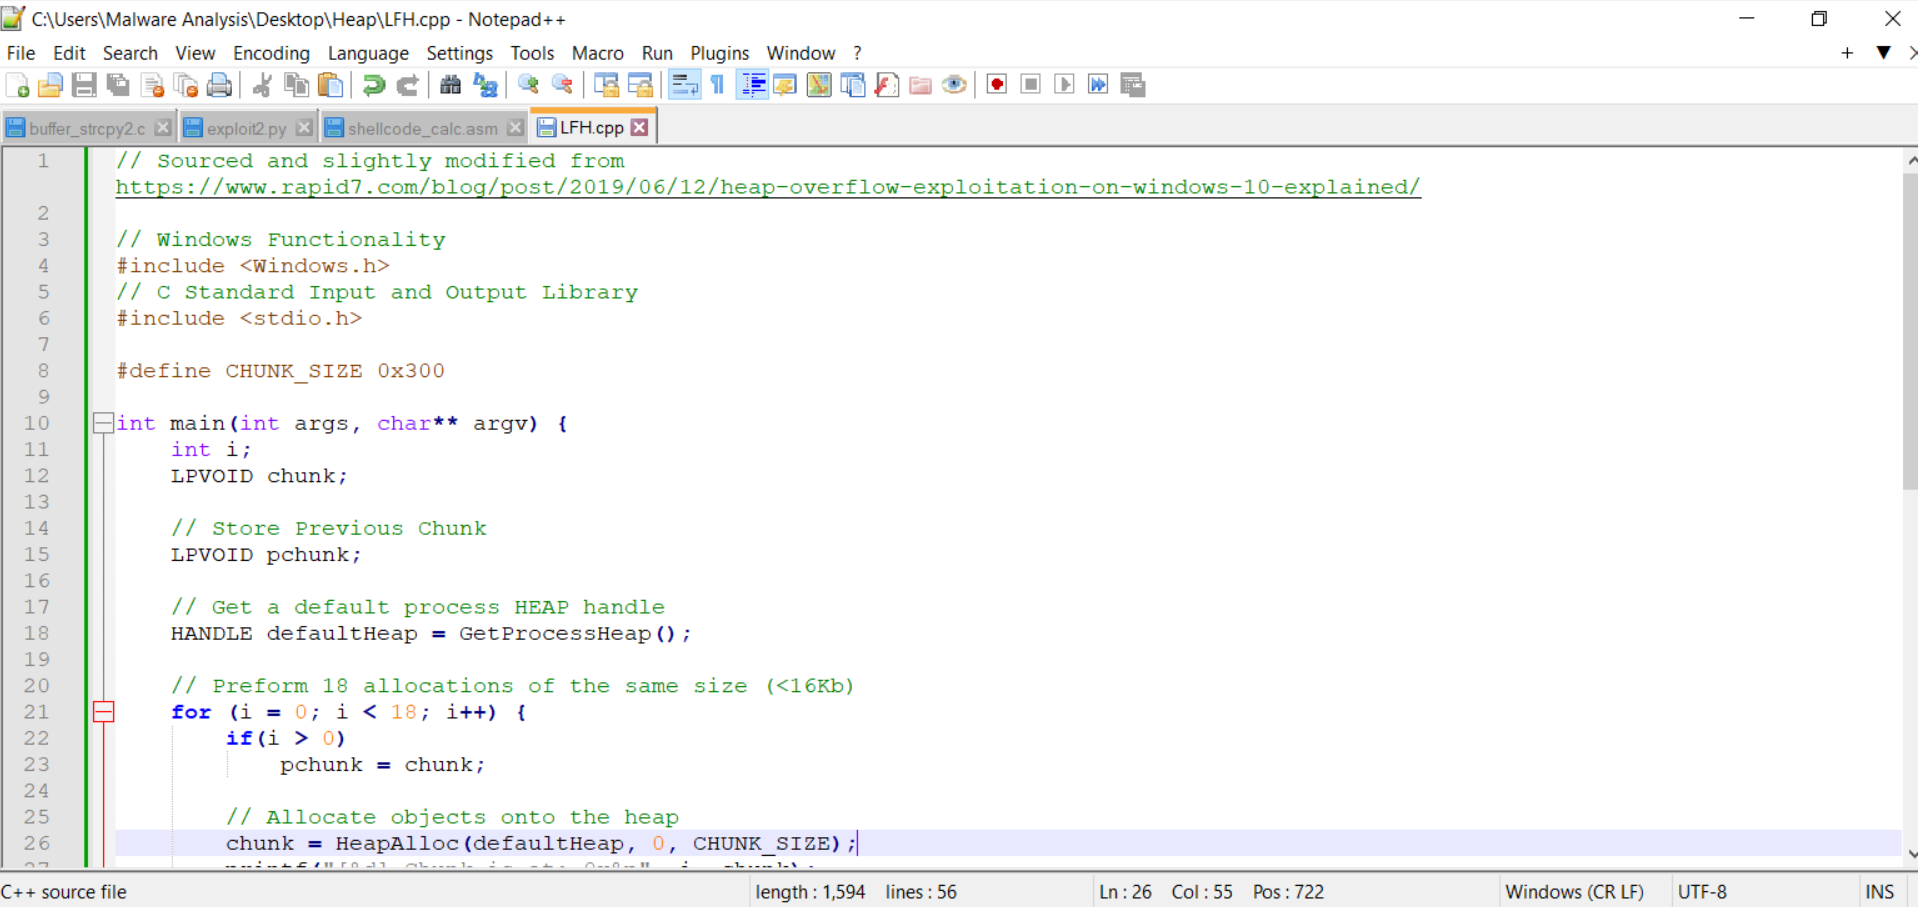 C:\Users\Malware Analysis\Desktop\Heap\LFH.cpp - Notepad++
File Edit Search View Encoding Language Settings Tools Macro Run Plugins Window ?
buffer_strcpy2.c exploit2.py shellcode_calc.asm LFH.cpp
1 // Sourced and slightly modified from
https://www.rapid7.com/blog/post/2019/06/12/heap-overflow-exploitation-on-windows-10-explained/
2
3 // Windows Functionality
4 #include <Windows.h>
5 // C Standard Input and Output Library
6 #include <stdio.h>
7
8 #define CHUNK_SIZE 0x300
9
10 int main(int args, char** argv) {
11 int i;
12 LPVOID chunk;
13
14 // Store Previous Chunk
15 LPVOID pchunk;
16
17 // Get a default process HEAP handle
18 HANDLE defaultHeap = GetProcessHeap();
19
20 // Preform 18 allocations of the same size (<16Kb)
21 for (i = 0; i < 18; i++) {
22 if(i > 0)
23 pchunk = chunk;
24
25 // Allocate objects onto the heap
26 chunk = HeapAlloc(defaultHeap, 0, CHUNK_SIZE);
C++ source file length : 1,594 lines : 56 Ln : 26 Col : 55 Pos : 722 Windows (CR LF) UTF-8 INS